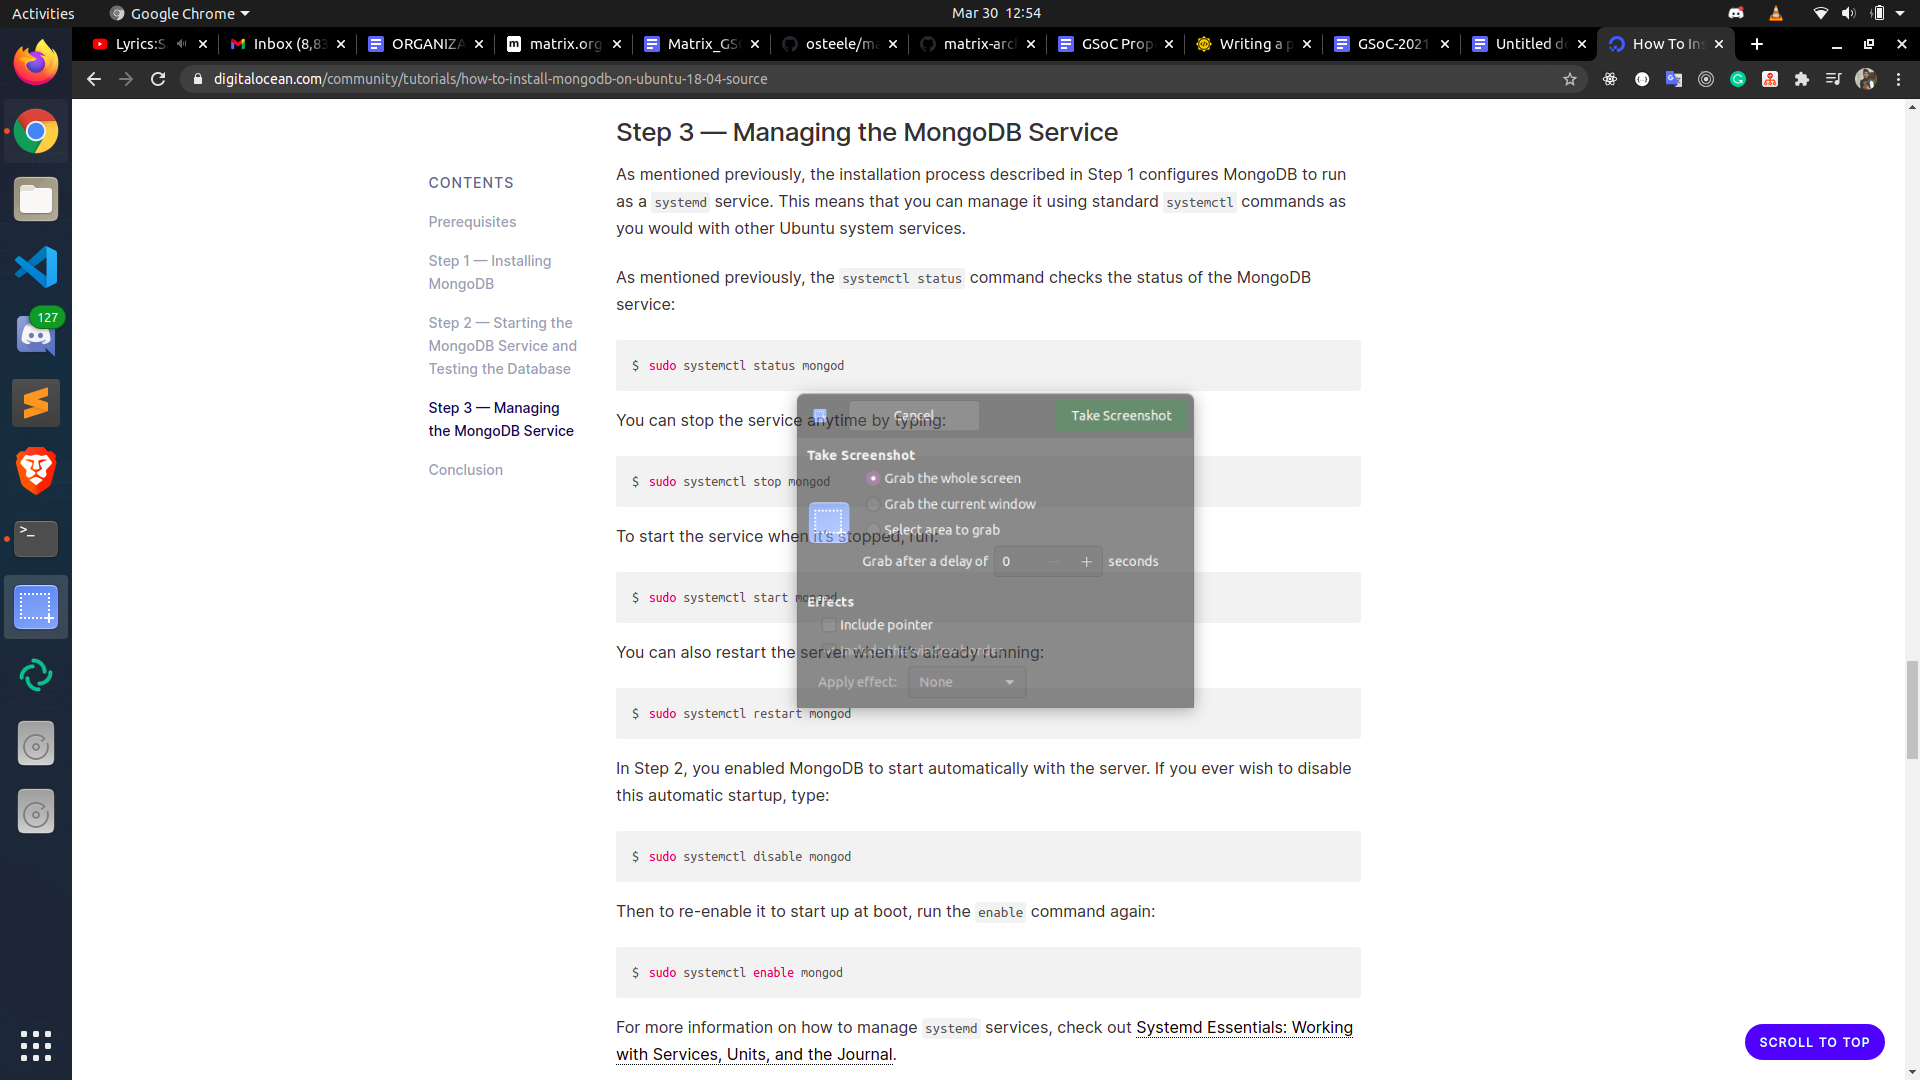 Activities
Google Chrome
Mar 30 12:54
Lyrics:S
Inbox (8,83
ORGANIZA
matrix.org
Matrix_GS
osteele/ma
matrix-arc
GSoC Prop
Writing a p
GSoC-2021
Untitled d
How To Ins
digitalocean.com/community/tutorials/how-to-install-mongodb-on-ubuntu-18-04-source
127
CONTENTS
Prerequisites
Step 1 — Installing
MongoDB
Step 2 — Starting the
MongoDB Service and
Testing the Database
Step 3 — Managing
the MongoDB Service
Conclusion
Step 3 — Managing the MongoDB Service
As mentioned previously, the installation process described in Step 1 configures MongoDB to run
as a systemd service. This means that you can manage it using standard systemctl commands as
you would with other Ubuntu system services.
As mentioned previously, the systemctl status command checks the status of the MongoDB
service:
$ sudo systemctl status mongod
You can stop the service anytime by typing:
$ sudo systemctl stop mongod
To start the service when it's stopped, run:
$ sudo systemctl start mongod
You can also restart the server when it's already running:
$ sudo systemctl restart mongod
In Step 2, you enabled MongoDB to start automatically with the server. If you ever wish to disable
this automatic startup, type:
$ sudo systemctl disable mongod
Then to re-enable it to start up at boot, run the enable command again:
$ sudo systemctl enable mongod
For more information on how to manage systemd services, check out Systemd Essentials: Working
with Services, Units, and the Journal.
Cancel
Take Screenshot
Take Screenshot
Grab the whole screen
Grab the current window
Select area to grab
Grab after a delay of 0 seconds
Effects
Include pointer
Include the window border
Apply effect: None
SCROLL TO TOP